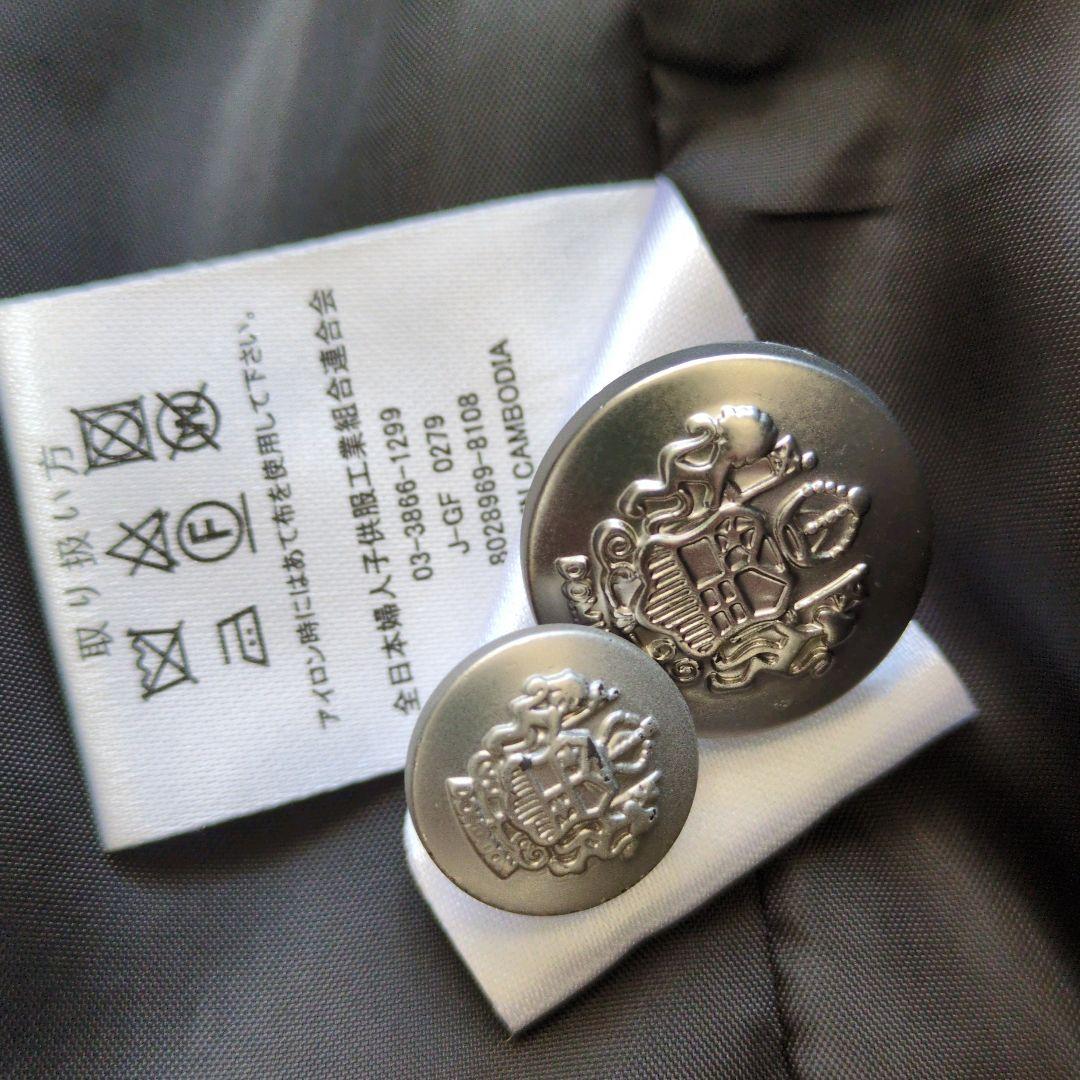 取り扱い方
F
W
アイロン時にはあて布を使用して下さい。
全日本婦人子供服工業組合連合会
03-3866-1299
J-GF 0279
8028969-8108
CAMBODIA